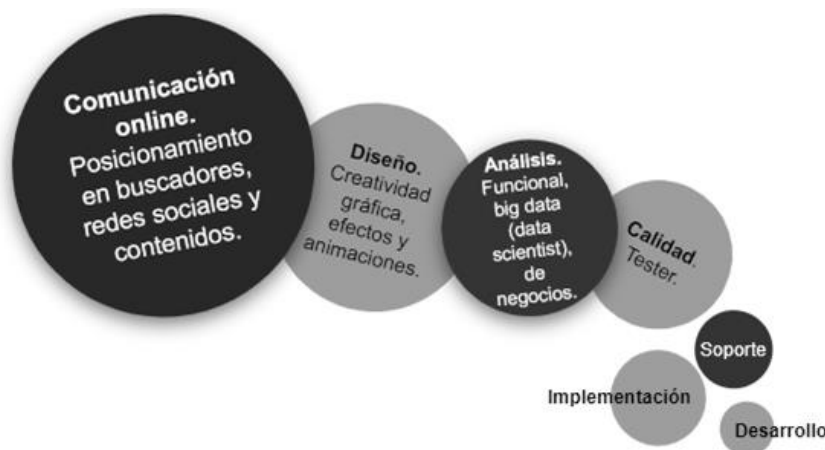 Comunicación
online.
Posicionamiento
en buscadores,
redes sociales y
contenidos.
Diseño.
Creatividad
gráfica,
efectos y
animaciones.
Análisis.
Funcional,
big data
(data
scientist),
de
negocios.
Calidad.
Tester.
Soporte
Implementación
Desarrollo